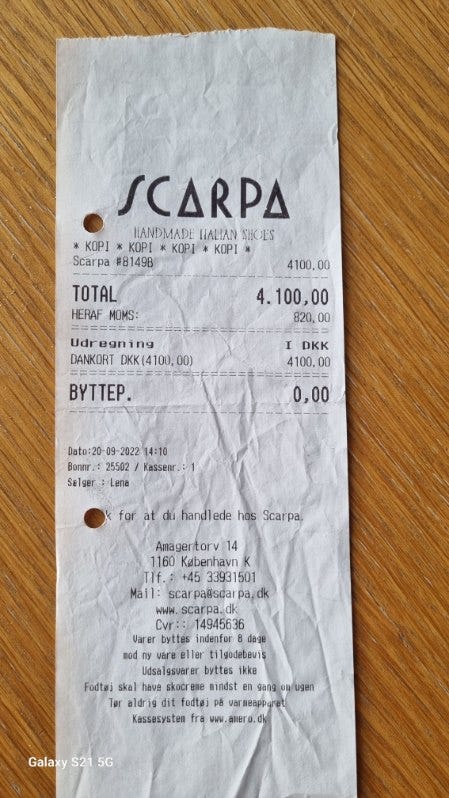 SCARPA
HANDMADE ITALIAN SHOES
* KOPI * KOPI * KOPI * KOPI *
Scarpa #8149B 4100,00
TOTAL 4.100,00
HERAF MOMS: 820,00
Udregning I DKK
DANKORT DKK(4100,00) 4100,00
BYTTEP. 0,00
Dato:20-09-2022 14:10
Bonnr.: 25502 / Kassenr.: 1
Sælger : Lena
k for at du handlede hos Scarpa.
Amagertorv 14
1160 København K
Tlf.: +45 33931501
Mail: scarpa@scarpa.dk
www.scarpa.dk
Cvr:: 14945636
Varer byttes indenfor 8 dage
mod ny vare eller tilgodebevis
Udsalgsvarer byttes ikke
Fodtøj skal have skocreme mindst en gang om ugen
Tør aldrig dit fodtøj på varmeapparat
Kassesystem fra www.amero.dk
Galaxy S21 5G